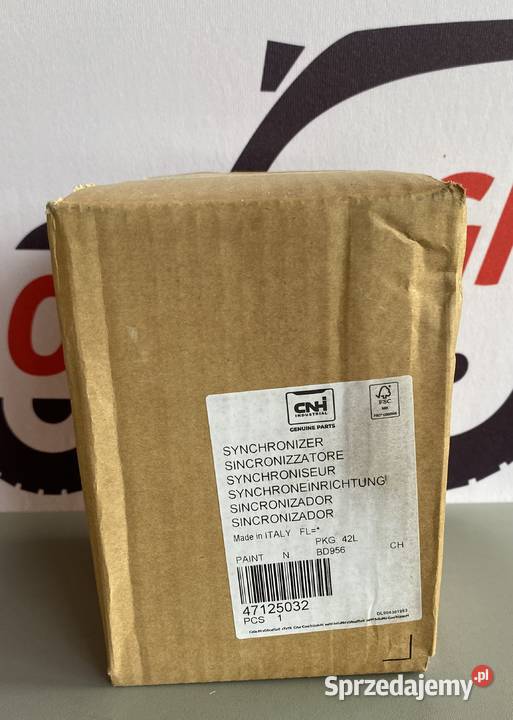 CNH
INDUSTRIAL
GENUINE PARTS
FSC
MIX
SYNCHRONIZER
SINCRONIZZATORE
SYNCHRONISEUR
SYNCHRONEINRICHTUNG
SINCRONIZADOR
SINCRONIZADOR
Made in ITALY FL=*
PKG 42L
PAINT N BD956 CH
47125032
PCS 1
Sprzedajemy.pl